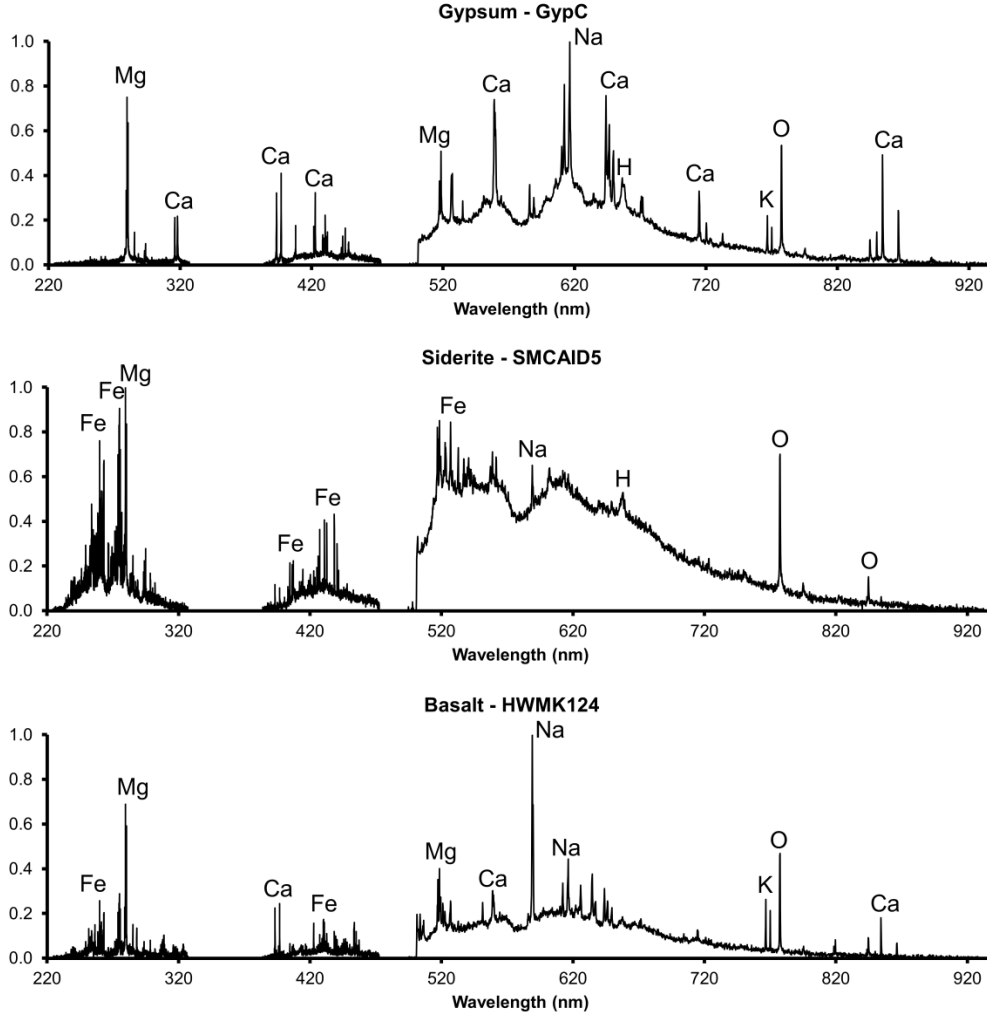 Gypsum - GypC
1.0
0.8
0.6
0.4
0.2
0.0
Mg
Ca
Ca
Ca
Mg
Ca
Na
Ca
H
Ca
K
O
Ca
220
320
420
520
620
720
820
920
Wavelength (nm)
Siderite - SMCAID5
1.0
0.8
0.6
0.4
0.2
0.0
Fe
Fe
Mg
Fe
Fe
Fe
Na
H
O
O
220
320
420
520
620
720
820
920
Wavelength (nm)
Basalt - HWMK124
1.0
0.8
0.6
0.4
0.2
0.0
Fe
Mg
Ca
Fe
Mg
Ca
Na
Na
K
O
Ca
220
320
420
520
620
720
820
920
Wavelength (nm)